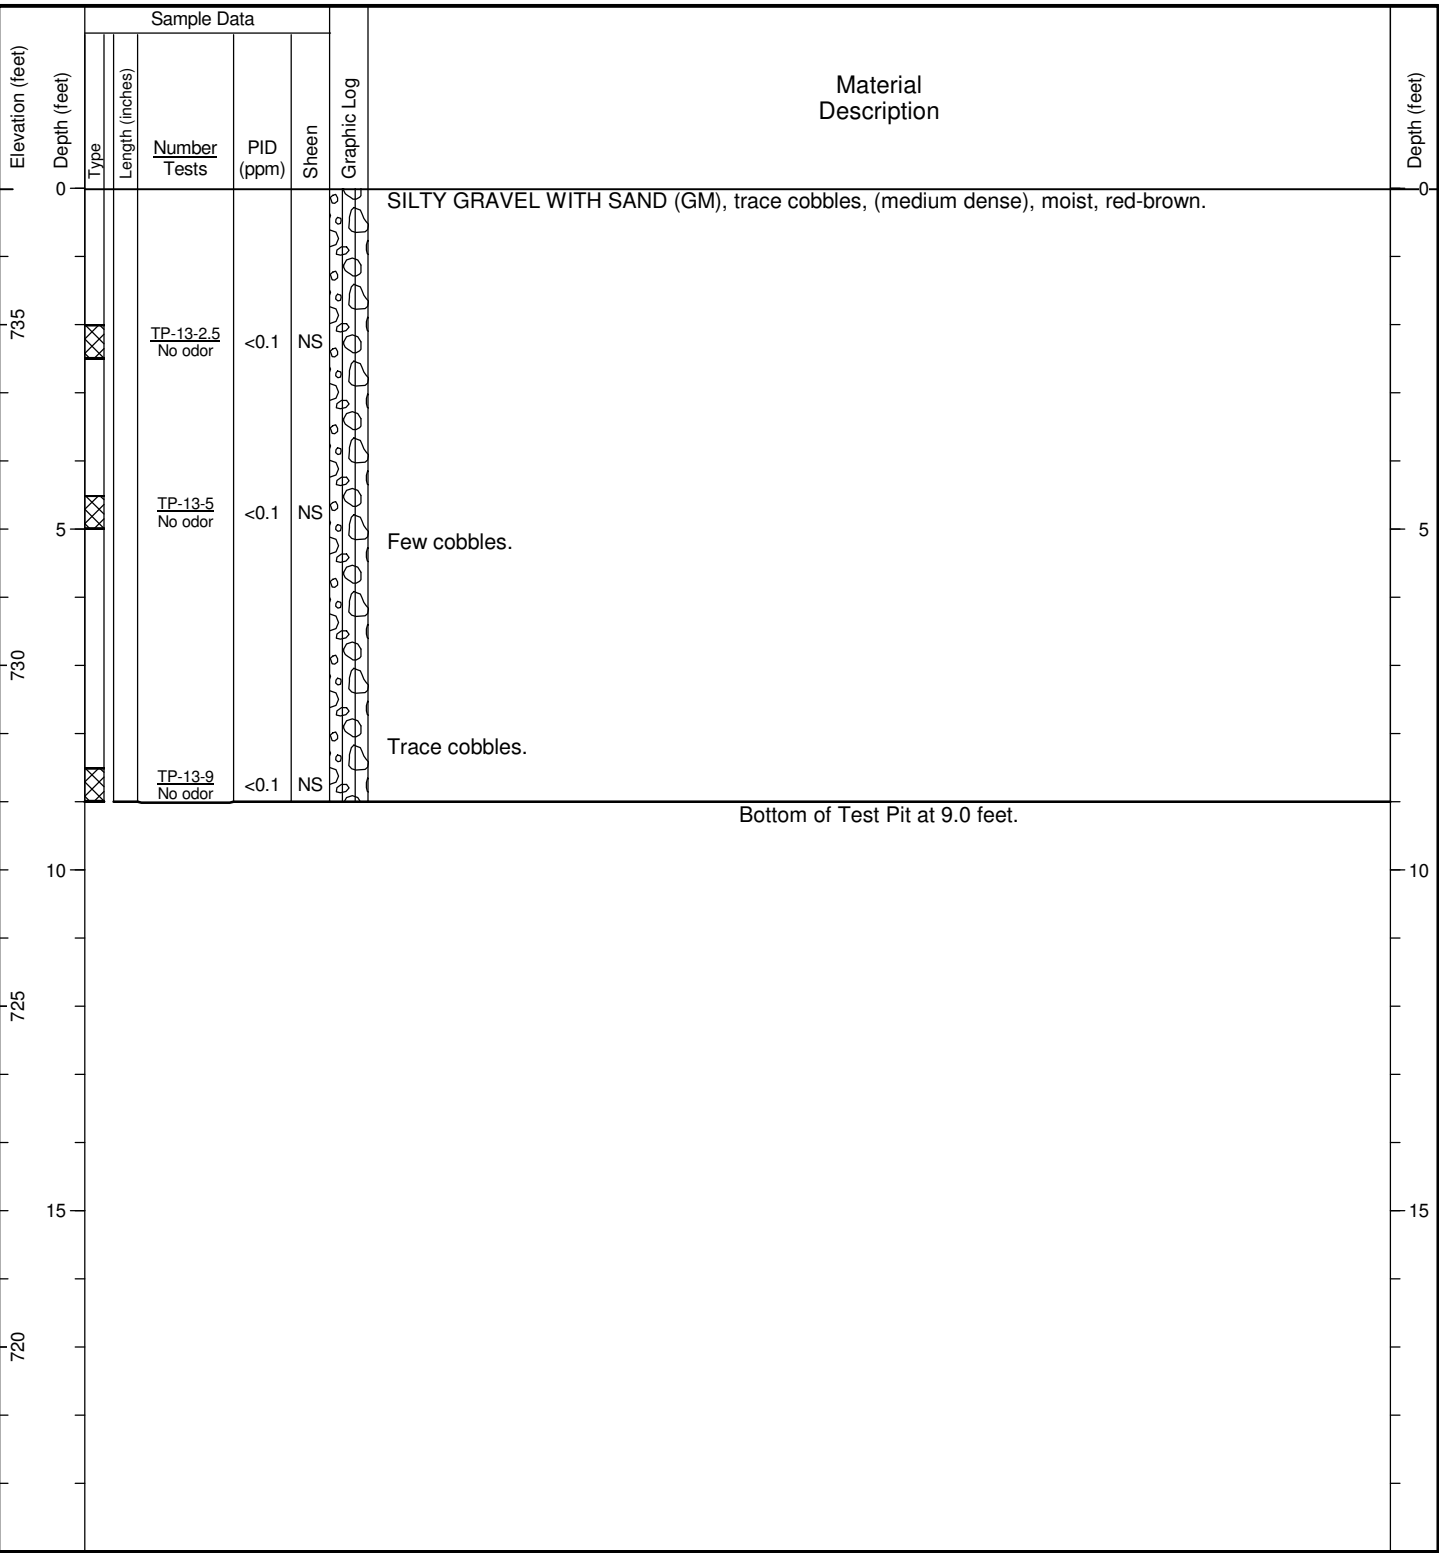 Sample Data
Elevation (feet)
Depth (feet)
Type
Length (inches)
Number
Tests
PID
(ppm)
Sheen
Graphic Log
Material
Description
Depth (feet)
0
SILTY GRAVEL WITH SAND (GM), trace cobbles, (medium dense), moist, red-brown.
0
735
TP-13-2.5
No odor
<0.1
NS
TP-13-5
No odor
<0.1
NS
5
Few cobbles.
5
730
Trace cobbles.
TP-13-9
No odor
<0.1
NS
Bottom of Test Pit at 9.0 feet.
10
10
725
15
15
720